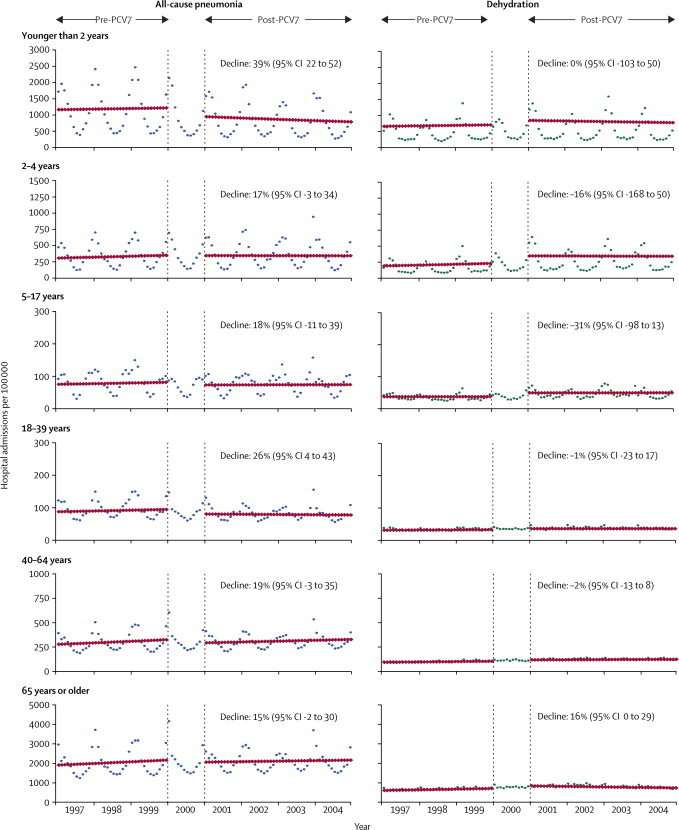 All-cause pneumonia
Dehydration
Pre-PCV7
Post-PCV7
Pre-PCV7
Post-PCV7
Younger than 2 years
3000
2500
2000
1500
1000
500
0
Decline: 39% (95% CI 22 to 52)
Decline: 0% (95% CI -103 to 50)
2–4 years
1500
1250
1000
750
500
250
0
Decline: 17% (95% CI -3 to 34)
Decline: –16% (95% CI -168 to 50)
5–17 years
300
200
100
0
Decline: 18% (95% CI -11 to 39)
Decline: –31% (95% CI -98 to 13)
18–39 years
300
200
100
0
Decline: 26% (95% CI 4 to 43)
Decline: –1% (95% CI -23 to 17)
40–64 years
1000
750
500
250
0
Decline: 19% (95% CI -3 to 35)
Decline: –2% (95% CI -13 to 8)
65 years or older
5000
4000
3000
2000
1000
0
Decline: 15% (95% CI -2 to 30)
Decline: 16% (95% CI 0 to 29)
Hospital admissions per 100 000
1997 1998 1999 2000 2001 2002 2003 2004
1997 1998 1999 2000 2001 2002 2003 2004
Year